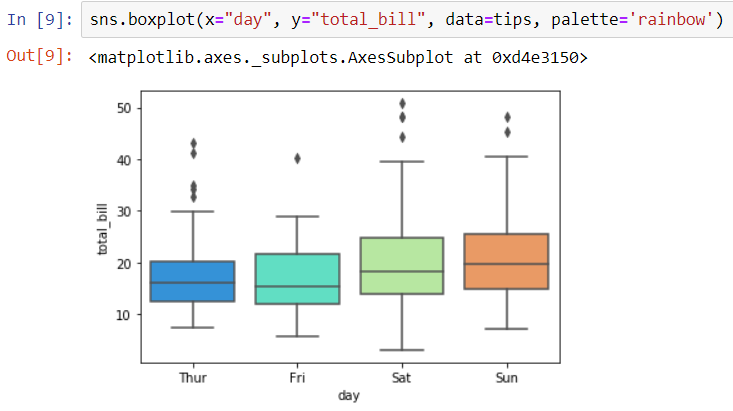 In [9]: sns.boxplot(x="day", y="total_bill", data=tips, palette='rainbow')
Out[9]: <matplotlib.axes._subplots.AxesSubplot at 0xd4e3150>
50
40
30
20
10
total_bill
Thur Fri Sat Sun
day